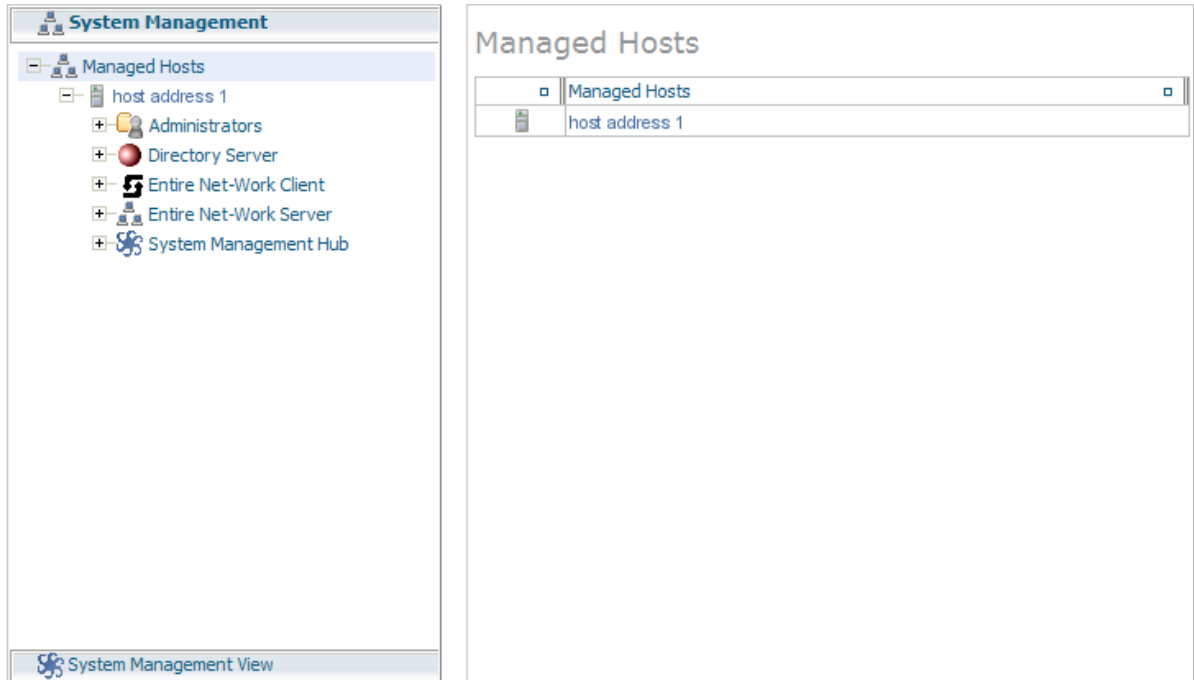 System Management
Managed Hosts
host address 1
Administrators
Directory Server
Entire Net-Work Client
Entire Net-Work Server
System Management Hub
System Management View
Managed Hosts
Managed Hosts
host address 1